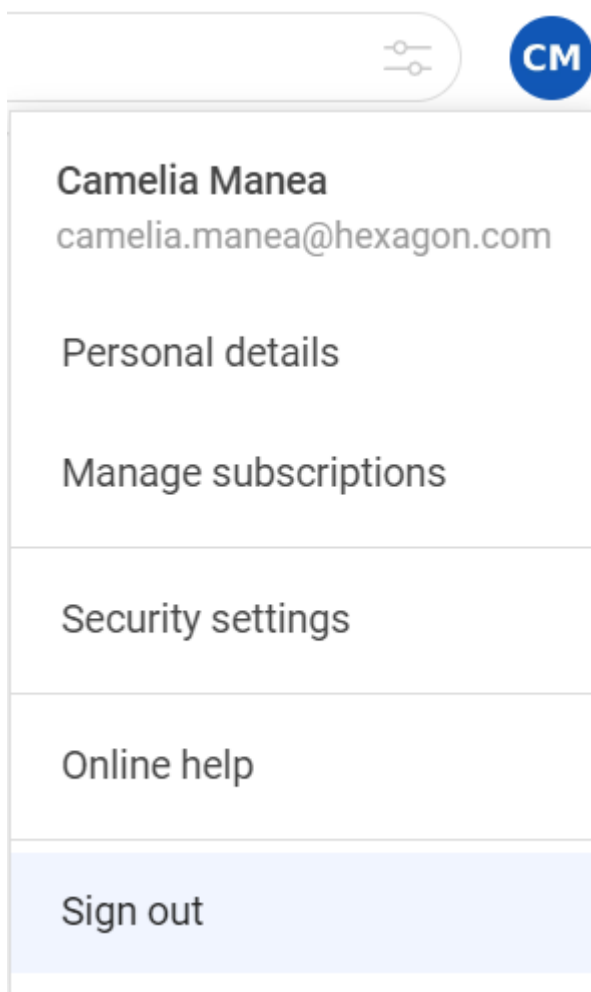 CM
Camelia Manea
camelia.manea@hexagon.com
Personal details
Manage subscriptions
Security settings
Online help
Sign out